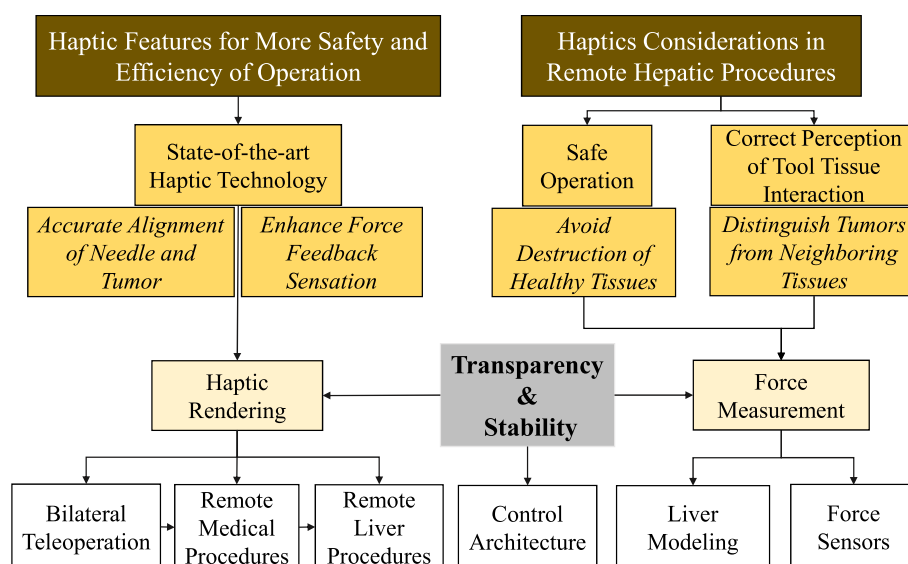 Haptic Features for More Safety and
Efficiency of Operation
Haptics Considerations in
Remote Hepatic Procedures
State-of-the-art
Haptic Technology
Safe
Operation
Correct Perception
of Tool Tissue
Interaction
Accurate Alignment
of Needle and
Tumor
Enhance Force
Feedback
Sensation
Avoid
Destruction of
Healthy Tissues
Distinguish Tumors
from Neighboring
Tissues
Haptic
Rendering
Transparency
&
Stability
Force
Measurement
Bilateral
Teleoperation
Remote
Medical
Procedures
Remote
Liver
Procedures
Control
Architecture
Liver
Modeling
Force
Sensors